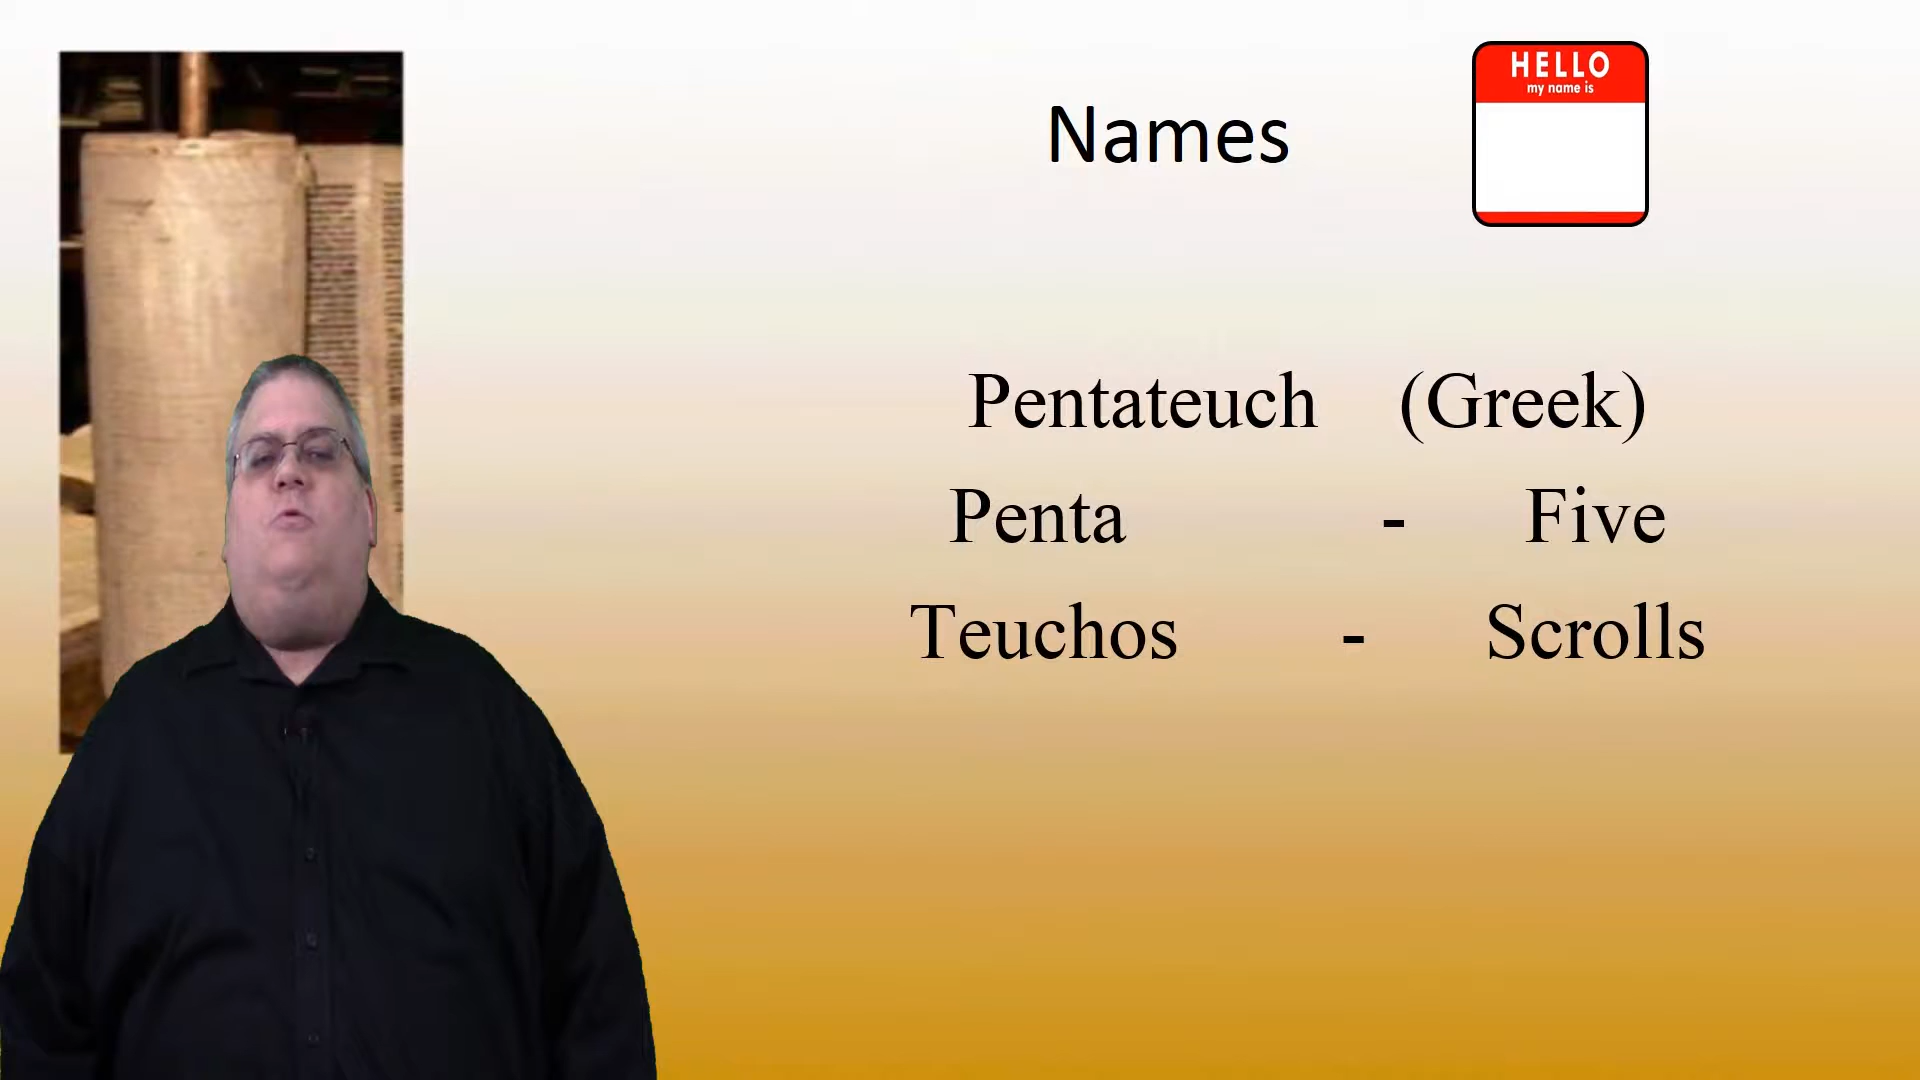 Names
HELLO
my name is
Pentateuch (Greek)
Penta - Five
Teuchos - Scrolls